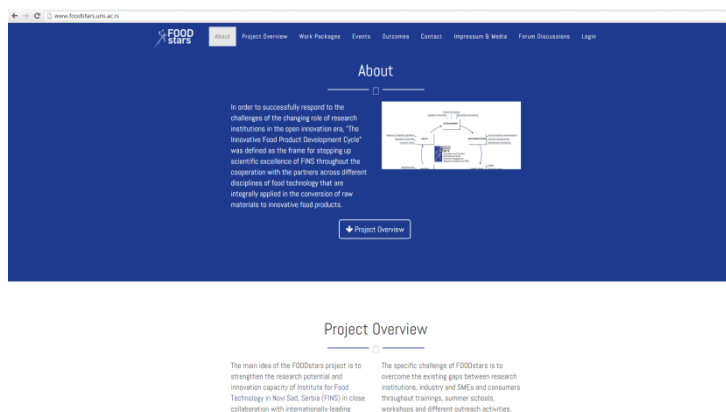 www.foodstars.uns.ac.rs
FOOD
stars
About Project Overview Work Packages Events Outcomes Contact Impressum & Media Forum Discussions Login
About
In order to successfully respond to the
challenges of the changing role of research
institutions in the open innovation era, "The
Innovative Food Product Development Cycle"
was defined as the frame for stepping up
scientific excellence of FINS throughout the
cooperation with the partners across different
disciplines of food technology that are
integrally applied in the conversion of raw
materials to innovative food products.
FOOD
STARS
Project Overview
Project Overview
The main idea of the FOODstars project is to
strengthen the research potential and
innovation capacity of Institute for Food
Technology in Novi Sad, Serbia (FINS) in close
collaboration with internationally-leading
The specific challenge of FOODstars is to
overcome the existing gaps between research
institutions, industry and SMEs and consumers
throughout trainings, summer schools,
workshops and different outreach activities.